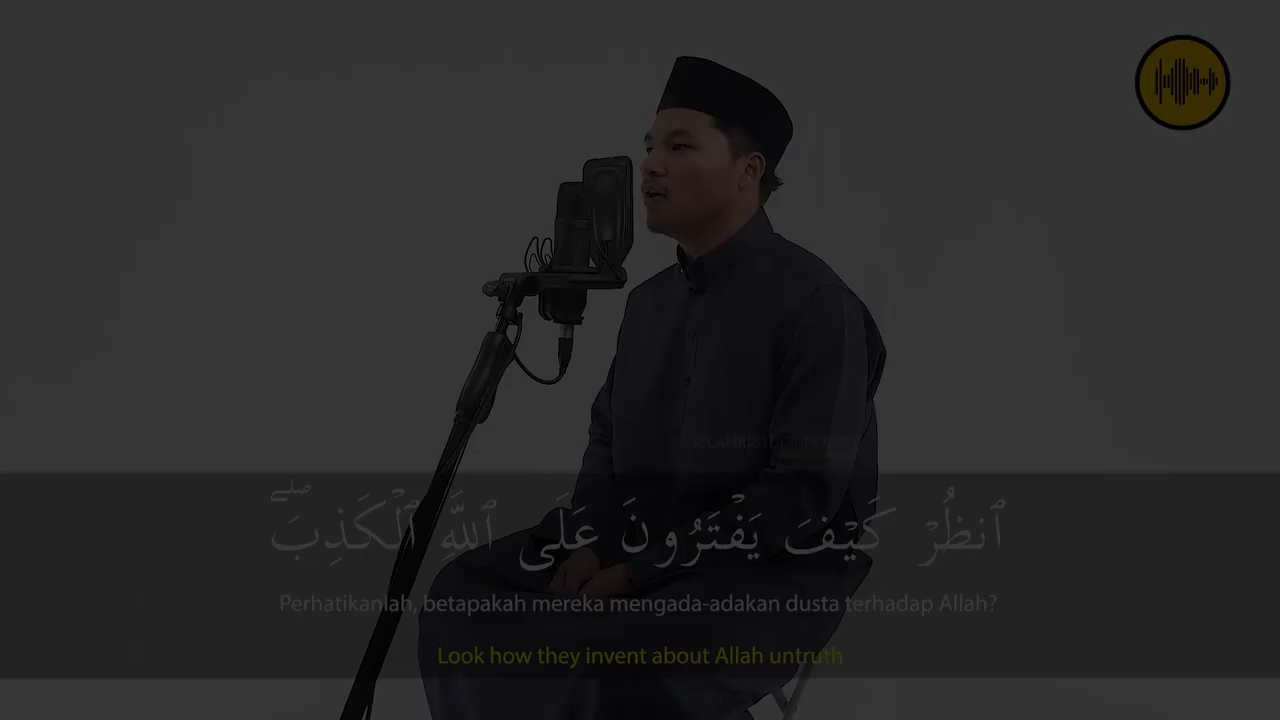 ٱنظُرْ كَيْفَ يَفْتَرُونَ عَلَى ٱللَّهِ ٱلْكَذِبَ ۖ
Perhatikanlah, betapakah mereka mengada-adakan dusta terhadap Allah?
Look how they invent about Allah untruth